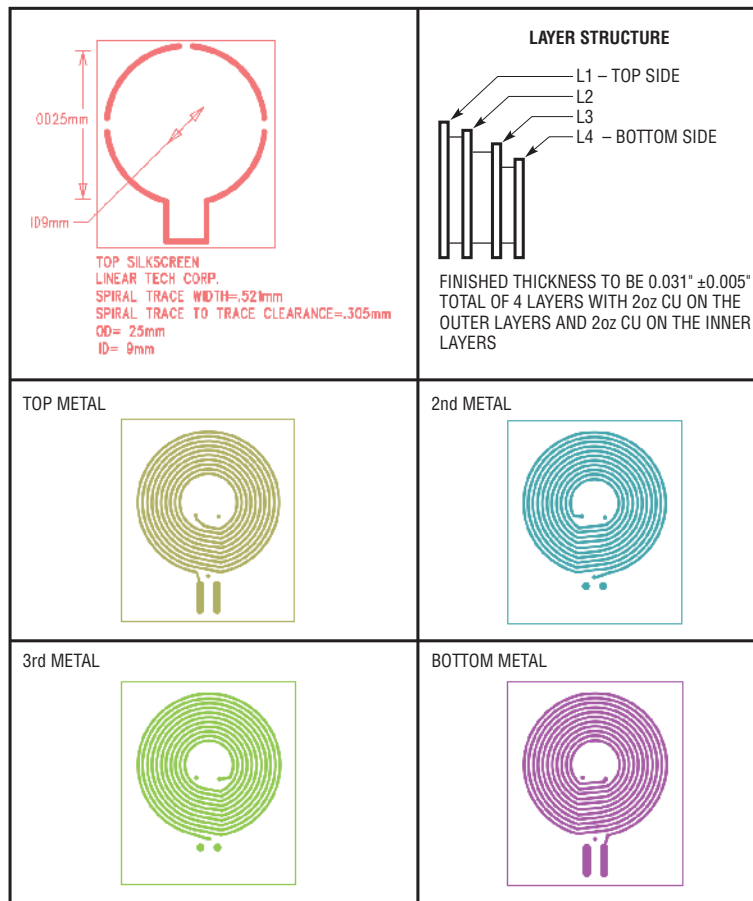 OD25mm
ID9mm
TOP SILKSCREEN
LINEAR TECH CORP.
SPIRAL TRACE WIDTH=.521mm
SPIRAL TRACE TO TRACE CLEARANCE=.305mm
OD= 25mm
ID= 9mm
LAYER STRUCTURE
L1 – TOP SIDE
L2
L3
L4 – BOTTOM SIDE
FINISHED THICKNESS TO BE 0.031" ±0.005"
TOTAL OF 4 LAYERS WITH 2oz CU ON THE
OUTER LAYERS AND 2oz CU ON THE INNER
LAYERS
TOP METAL
2nd METAL
3rd METAL
BOTTOM METAL